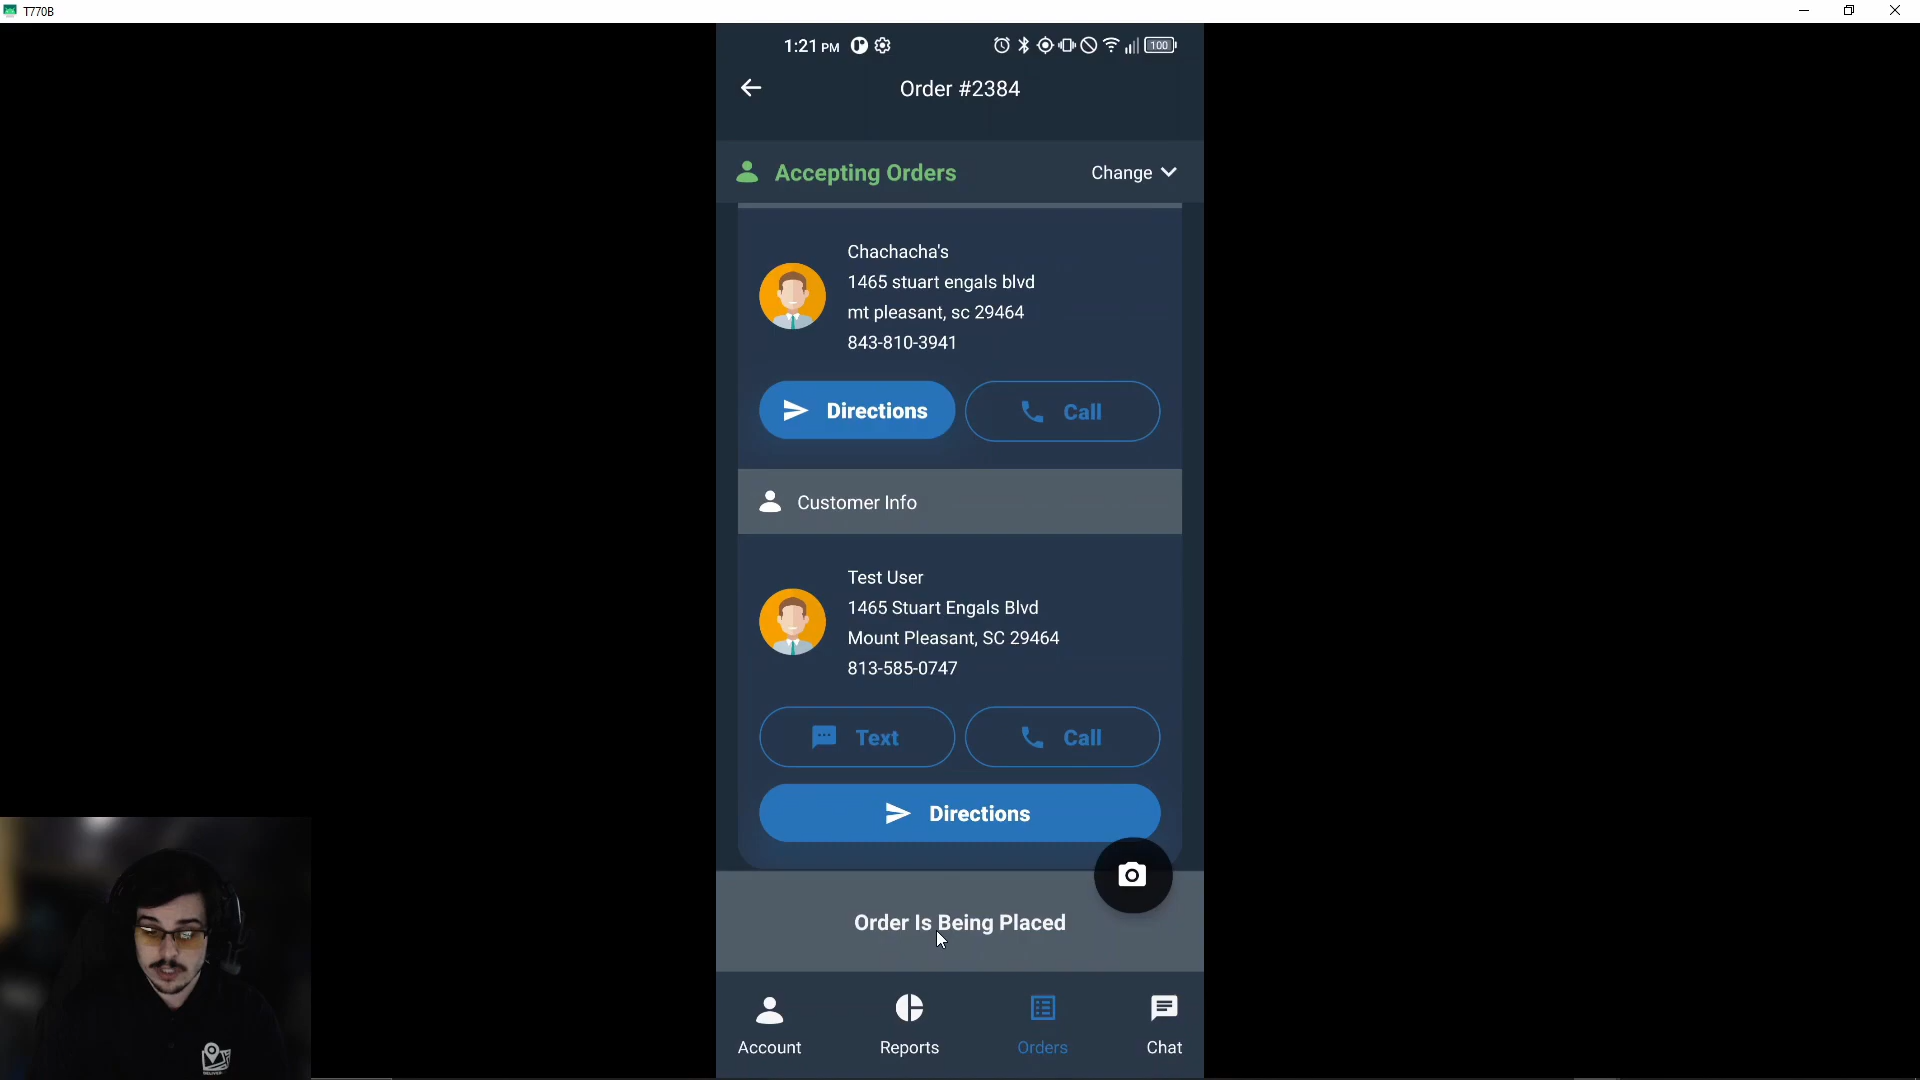 T770B
1:21 PM
100
Order #2384
Accepting Orders
Change
Chachacha's
1465 stuart engals blvd
mt pleasant, sc 29464
843-810-3941
Directions
Call
Customer Info
Test User
1465 Stuart Engals Blvd
Mount Pleasant, SC 29464
813-585-0747
Text
Call
Directions
Order Is Being Placed
Account
Reports
Orders
Chat